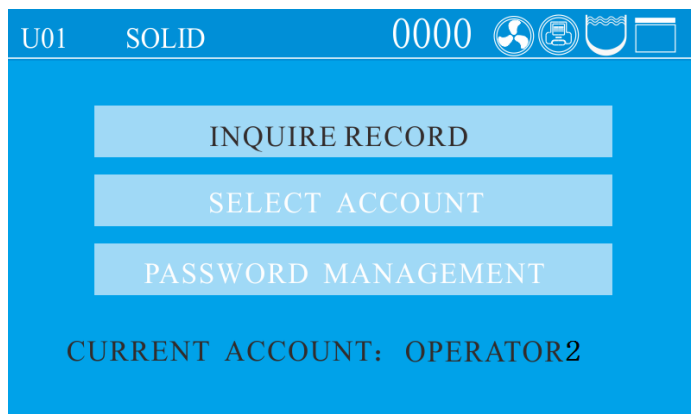 U01 SOLID 0000
INQUIRE RECORD
SELECT ACCOUNT
PASSWORD MANAGEMENT
CURRENT ACCOUNT: OPERATOR2